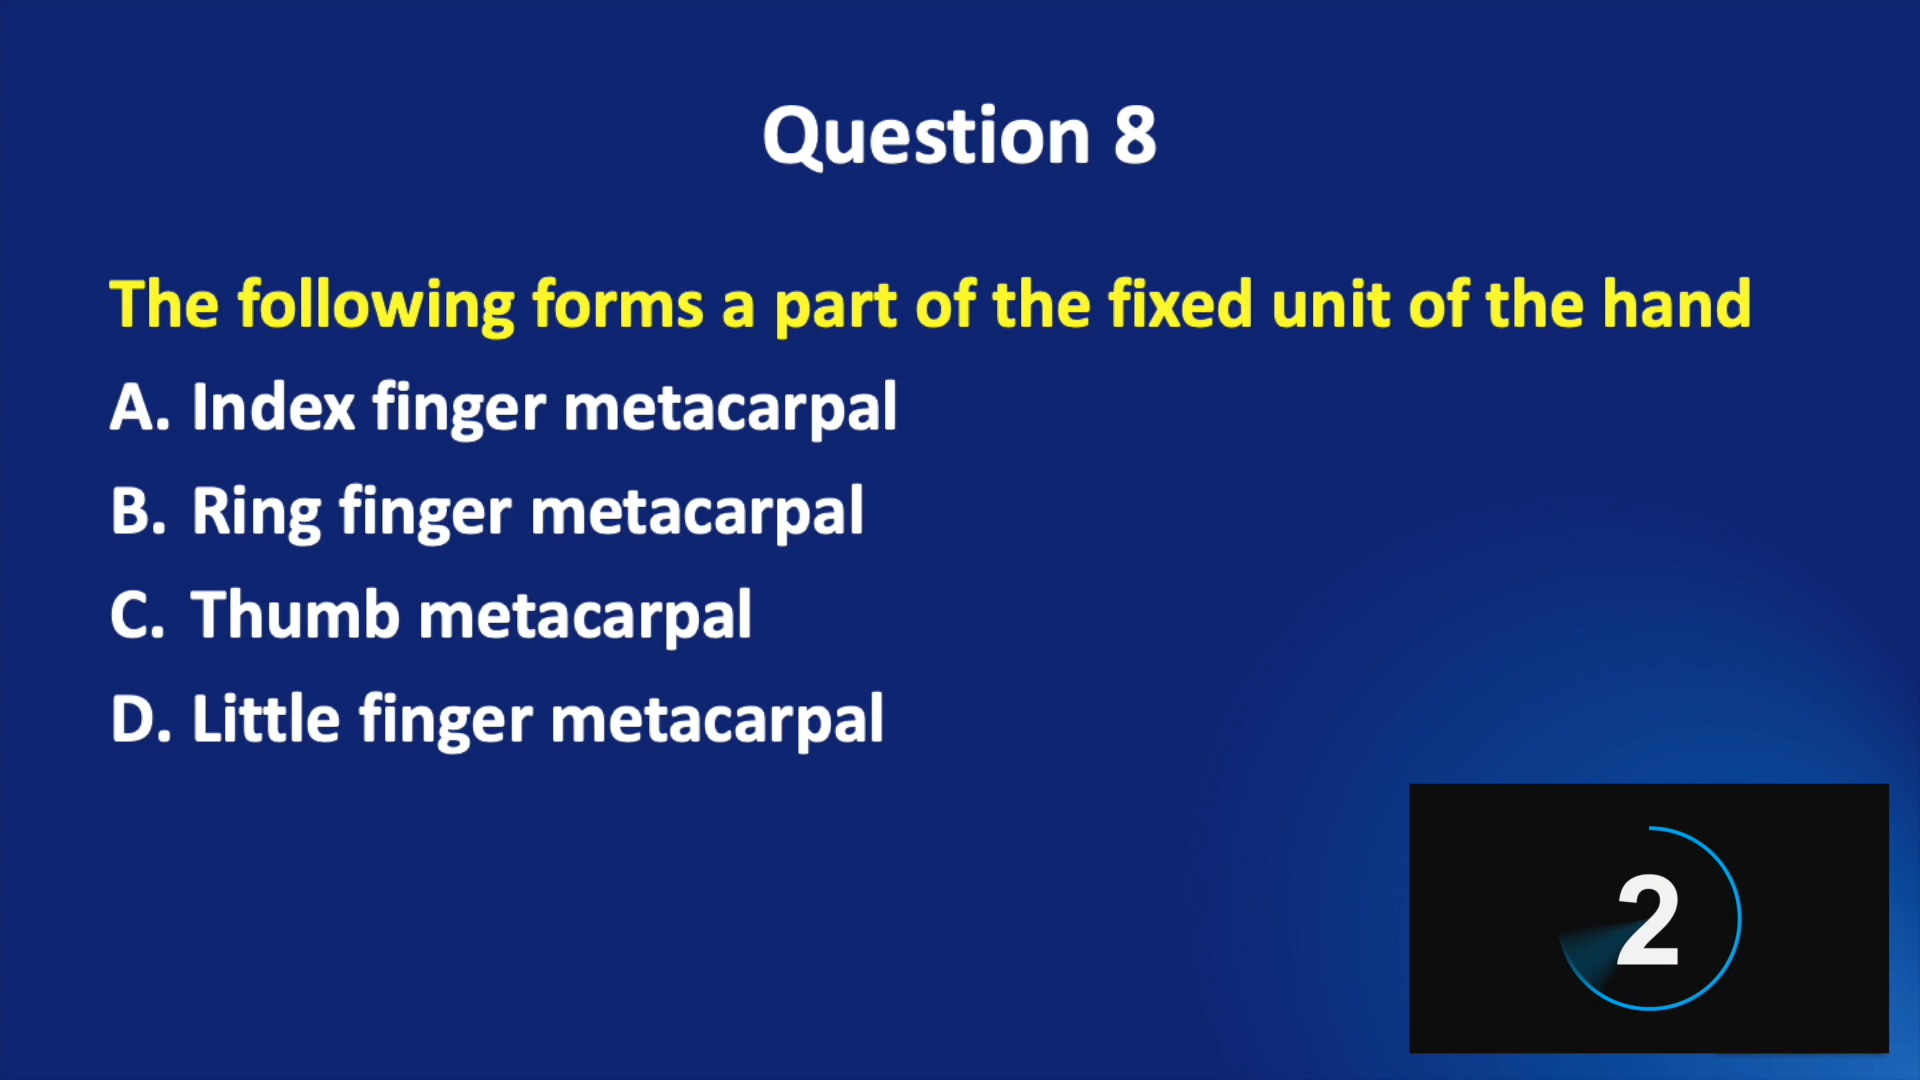 Question 8
The following forms a part of the fixed unit of the hand
A. Index finger metacarpal
B. Ring finger metacarpal
C. Thumb metacarpal
D. Little finger metacarpal
2